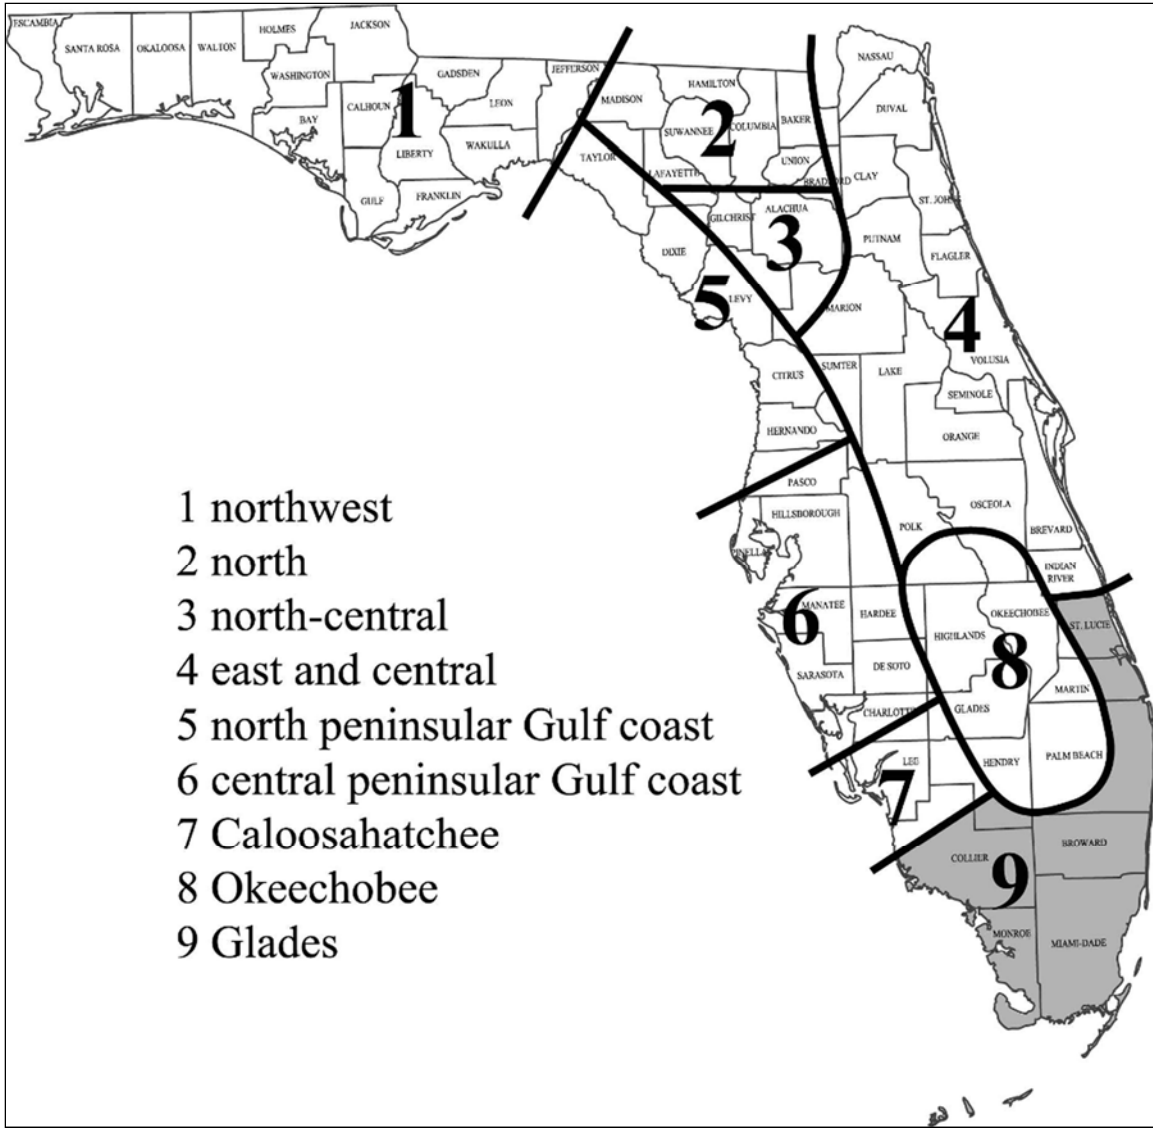 ESCAMBIA
SANTA ROSA
OKALOOSA
WALTON
HOLMES
JACKSON
WASHINGTON
BAY
CALHOUN
1
GULF
LIBERTY
FRANKLIN
GADSDEN
LEON
WAKULLA
JEFFERSON
MADISON
TAYLOR
HAMILTON
SUWANNEE
2
COLUMBIA
LAFAYETTE
BAKER
UNION
BRADFORD
NASSAU
DUVAL
CLAY
ST. JOHNS
PUTNAM
FLAGLER
GILCHRIST
ALACHUA
3
DIXIE
5
LEVY
MARION
4
VOLUSIA
CITRUS
SUMTER
LAKE
SEMINOLE
ORANGE
HERNANDO
PASCO
HILLSBOROUGH
PINELLAS
POLK
OSCEOLA
BREVARD
INDIAN
RIVER
MANATEE
6
HARDEE
HIGHLANDS
OKEECHOBEE
8
ST. LUCIE
SARASOTA
DE SOTO
MARTIN
CHARLOTTE
GLADES
LEE
7
HENDRY
PALM BEACH
COLLIER
9
BROWARD
MONROE
MIAMI-DADE
1 northwest
2 north
3 north-central
4 east and central
5 north peninsular Gulf coast
6 central peninsular Gulf coast
7 Caloosahatchee
8 Okeechobee
9 Glades